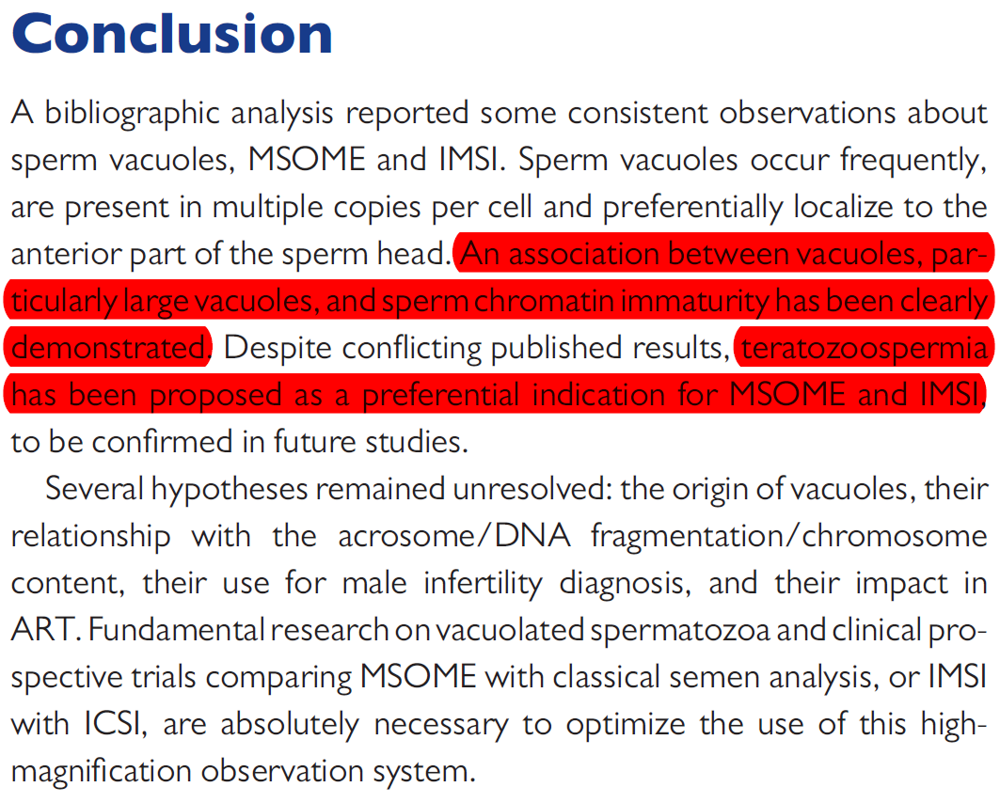 Conclusion
A bibliographic analysis reported some consistent observations about
sperm vacuoles, MSOME and IMSI. Sperm vacuoles occur frequently,
are present in multiple copies per cell and preferentially localize to the
anterior part of the sperm head. An association between vacuoles, par-
ticularly large vacuoles, and sperm chromatin immaturity has been clearly
demonstrated. Despite conflicting published results, teratozoospermia
has been proposed as a preferential indication for MSOME and IMSI,
to be confirmed in future studies.
Several hypotheses remained unresolved: the origin of vacuoles, their
relationship with the acrosome/DNA fragmentation/chromosome
content, their use for male infertility diagnosis, and their impact in
ART. Fundamental research on vacuolated spermatozoa and clinical pro-
spective trials comparing MSOME with classical semen analysis, or IMSI
with ICSI, are absolutely necessary to optimize the use of this high-
magnification observation system.